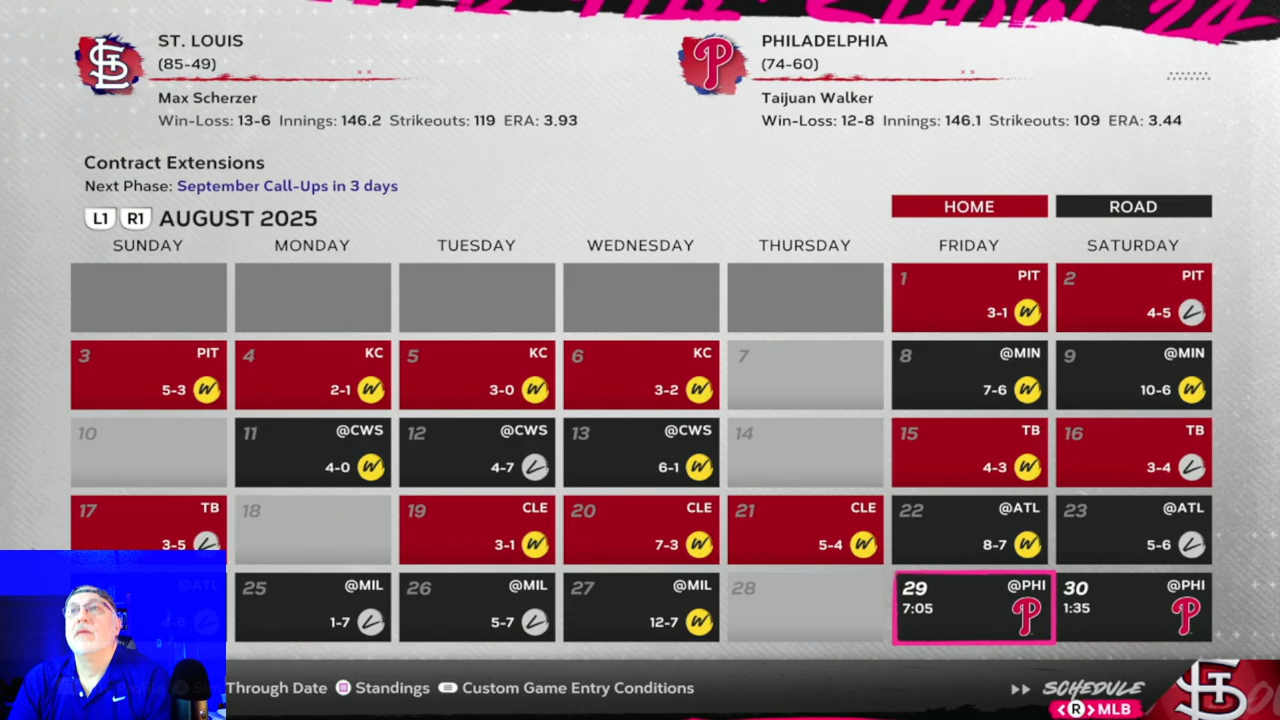 ST. LOUIS
(85-49)
Max Scherzer
Win-Loss: 13-6 Innings: 146.2 Strikeouts: 119 ERA: 3.93
PHILADELPHIA
(74-60)
Taijuan Walker
Win-Loss: 12-8 Innings: 146.1 Strikeouts: 109 ERA: 3.44
Contract Extensions
Next Phase: September Call-Ups in 3 days
L1 R1 AUGUST 2025
HOME ROAD
SUNDAY MONDAY TUESDAY WEDNESDAY THURSDAY FRIDAY SATURDAY
1 PIT 2 PIT
3-1 W 4-5 L
3 PIT 4 KC 5 KC 6 KC 7 8 @MIN 9 @MIN
5-3 W 2-1 W 3-0 W 3-2 W 7-6 W 10-6 W
10 11 @CWS 12 @CWS 13 @CWS 14 15 TB 16 TB
4-0 W 4-7 L 6-1 W 4-3 W 3-4 L
17 TB 18 19 CLE 20 CLE 21 CLE 22 @ATL 23 @ATL
3-5 L 3-1 W 7-3 W 5-4 W 8-7 W 5-6 L
@ATL 25 @MIL 26 @MIL 27 @MIL 28 29 @PHI 30 @PHI
1-7 L 5-7 L 12-7 W 7:05 P 1:35 P
Through Date Standings Custom Game Entry Conditions
SCHEDULE
<R> MLB